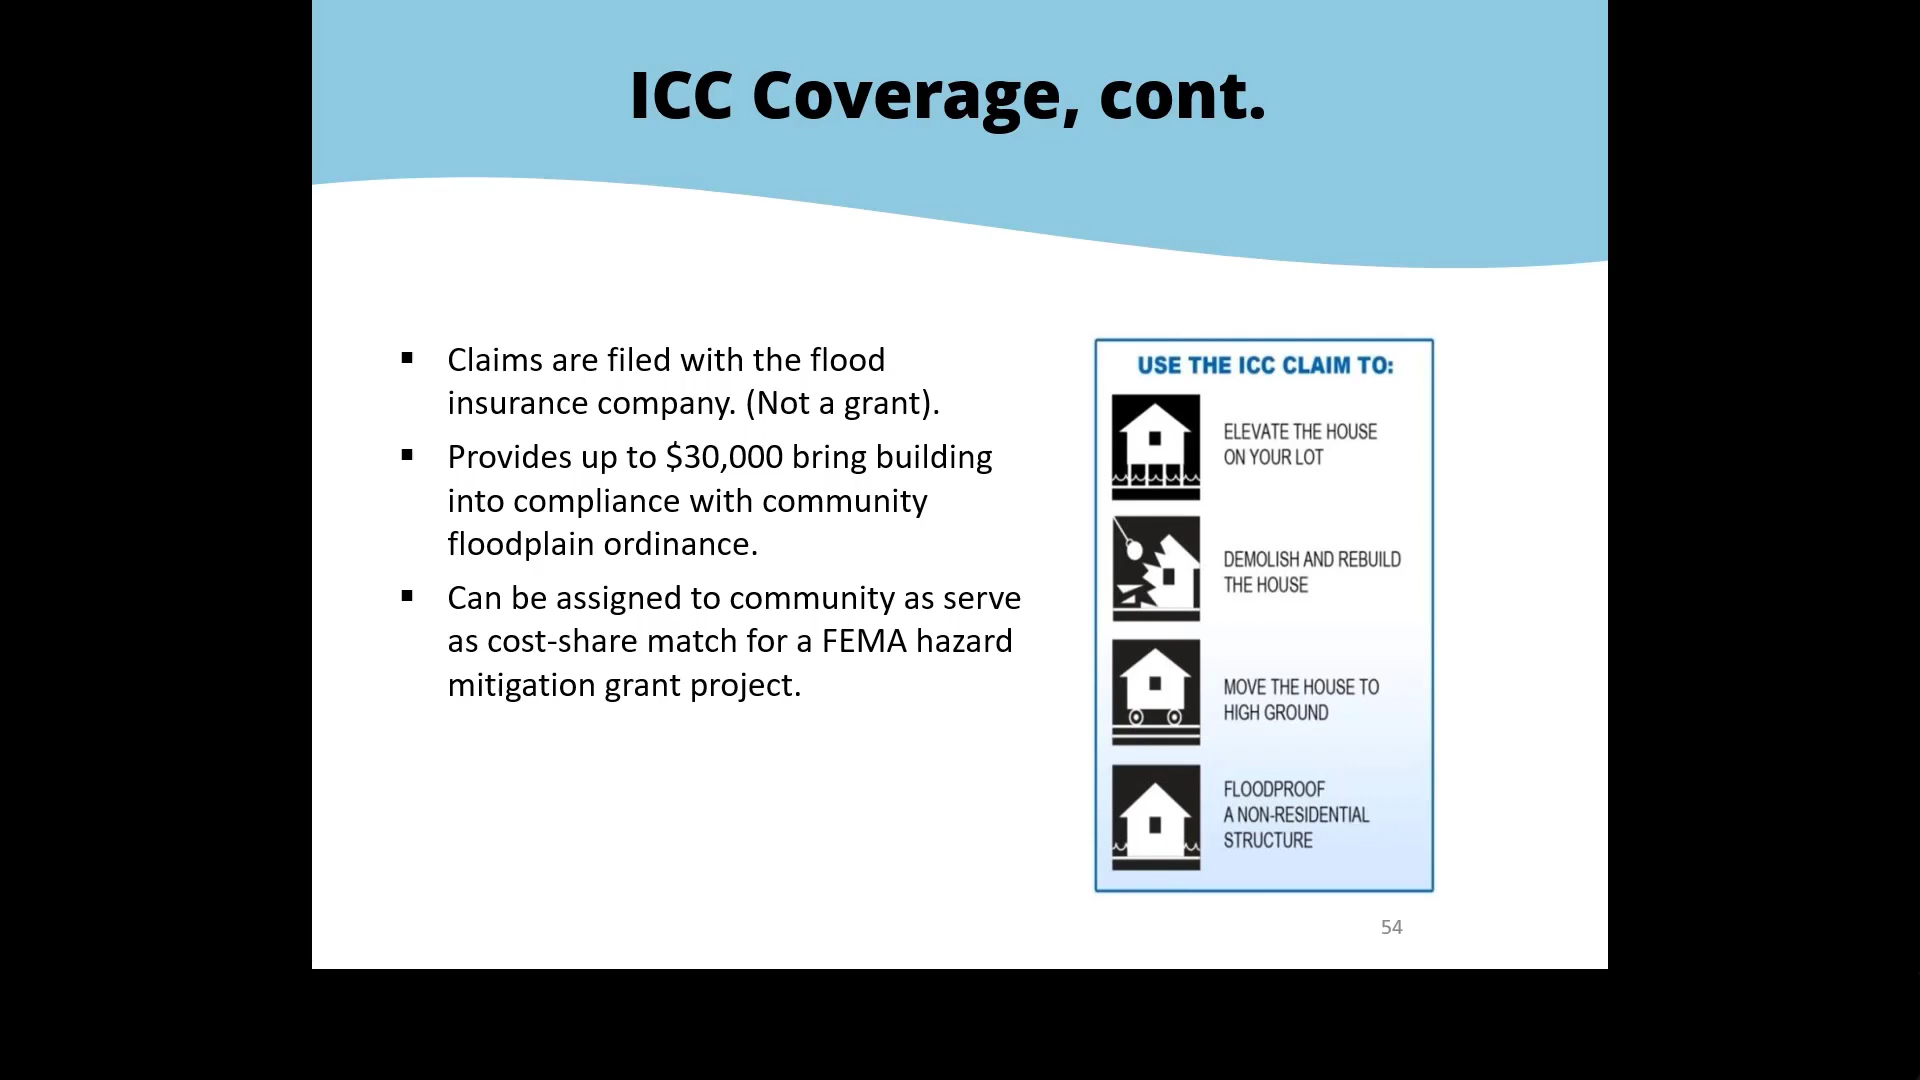 ICC Coverage, cont.
▪ Claims are filed with the flood
insurance company. (Not a grant).
▪ Provides up to $30,000 bring building
into compliance with community
floodplain ordinance.
▪ Can be assigned to community as serve
as cost-share match for a FEMA hazard
mitigation grant project.
USE THE ICC CLAIM TO:
ELEVATE THE HOUSE
ON YOUR LOT
DEMOLISH AND REBUILD
THE HOUSE
MOVE THE HOUSE TO
HIGH GROUND
FLOODPROOF
A NON-RESIDENTIAL
STRUCTURE
54